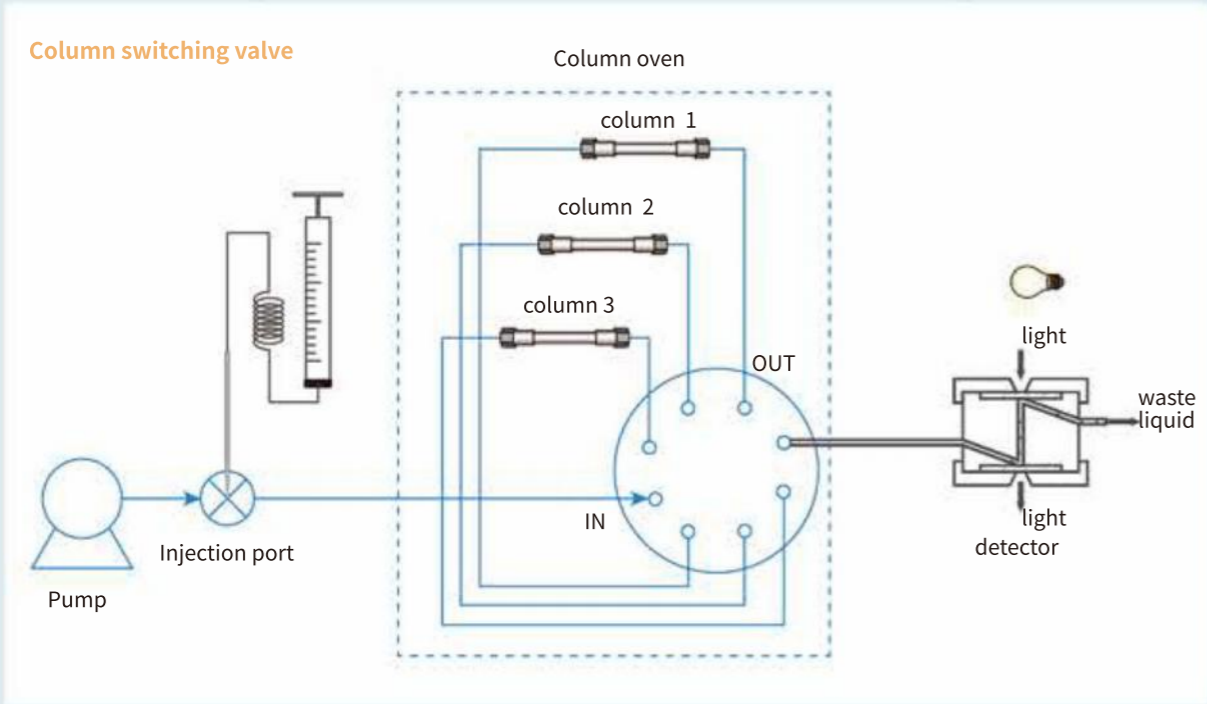 Column switching valve
Column oven
column 1
column 2
column 3
OUT
light
waste
liquid
IN
Injection port
light
detector
Pump